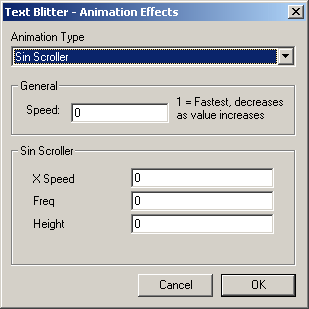 Text Blitter - Animation Effects
Animation Type
Sin Scroller
General
Speed: 0 1 = Fastest, decreases
as value increases
Sin Scroller
X Speed 0
Freq 0
Height 0
Cancel OK